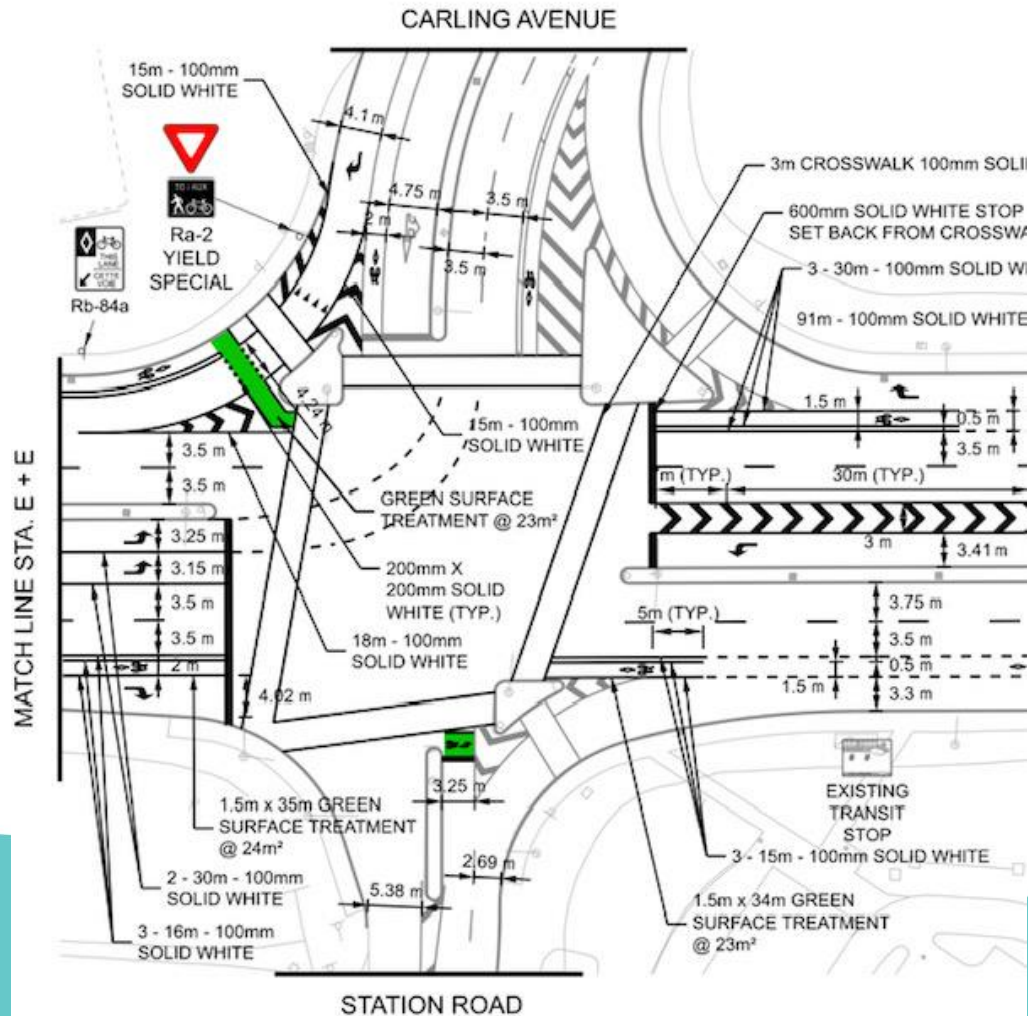 CARLING AVENUE
15m - 100mm
SOLID WHITE
4.1 m
3m CROSSWALK 100mm SOLI
TO / AUX
Ra-2
YIELD
SPECIAL
4.75 m
3.5 m
2 m
3.5 m
600mm SOLID WHITE STOP
SET BACK FROM CROSSWA
THIS
LANE
CETTE
VOIE
Rb-84a
3 - 30m - 100mm SOLID WH
91m - 100mm SOLID WHITE
1.5 m
0.5 m
3.5 m
15m - 100mm
SOLID WHITE
3.5 m
3.5 m
m (TYP.)
30m (TYP.)
MATCH LINE STA. E + E
GREEN SURFACE
TREATMENT @ 23m²
3.25 m
3.15 m
3.5 m
3.5 m
2 m
3 m
3.41 m
200mm X
200mm SOLID
WHITE (TYP.)
18m - 100mm
SOLID WHITE
5m (TYP.)
3.75 m
3.5 m
0.5 m
1.5 m
3.3 m
4.02 m
3.25 m
1.5m x 35m GREEN
SURFACE TREATMENT
@ 24m²
EXISTING
TRANSIT
STOP
2 - 30m - 100mm
SOLID WHITE
2.69 m
5.38 m
3 - 15m - 100mm SOLID WHITE
3 - 16m - 100mm
SOLID WHITE
1.5m x 34m GREEN
SURFACE TREATMENT
@ 23m²
STATION ROAD